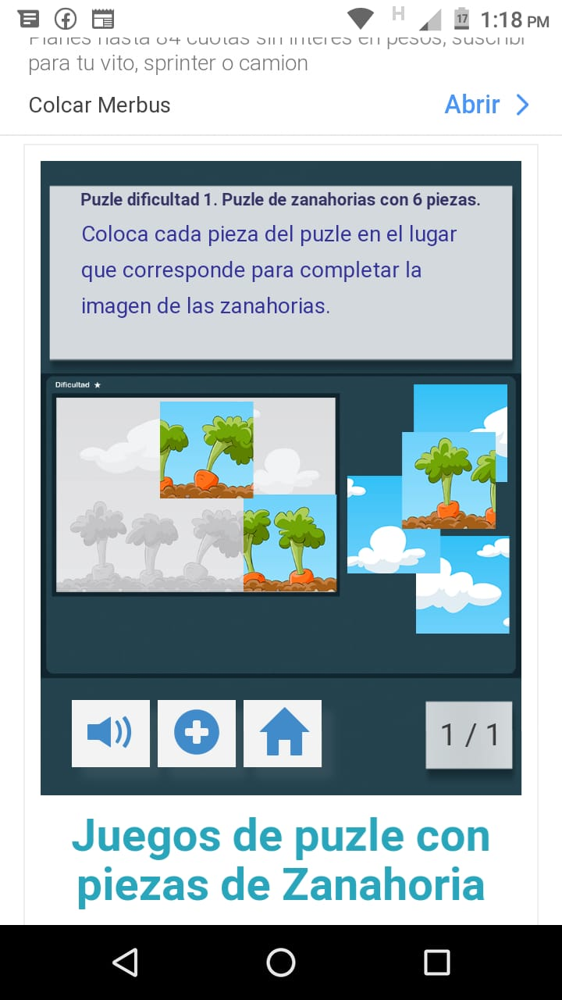 H 17 1:18 PM
Planes hasta 84 cuotas sin interes en pesos, suscribi
para tu vito, sprinter o camion
Colcar Merbus
Abrir
Puzle dificultad 1. Puzle de zanahorias con 6 piezas.
Coloca cada pieza del puzle en el lugar
que corresponde para completar la
imagen de las zanahorias.
Dificultad ★
1 / 1
Juegos de puzle con
piezas de Zanahoria